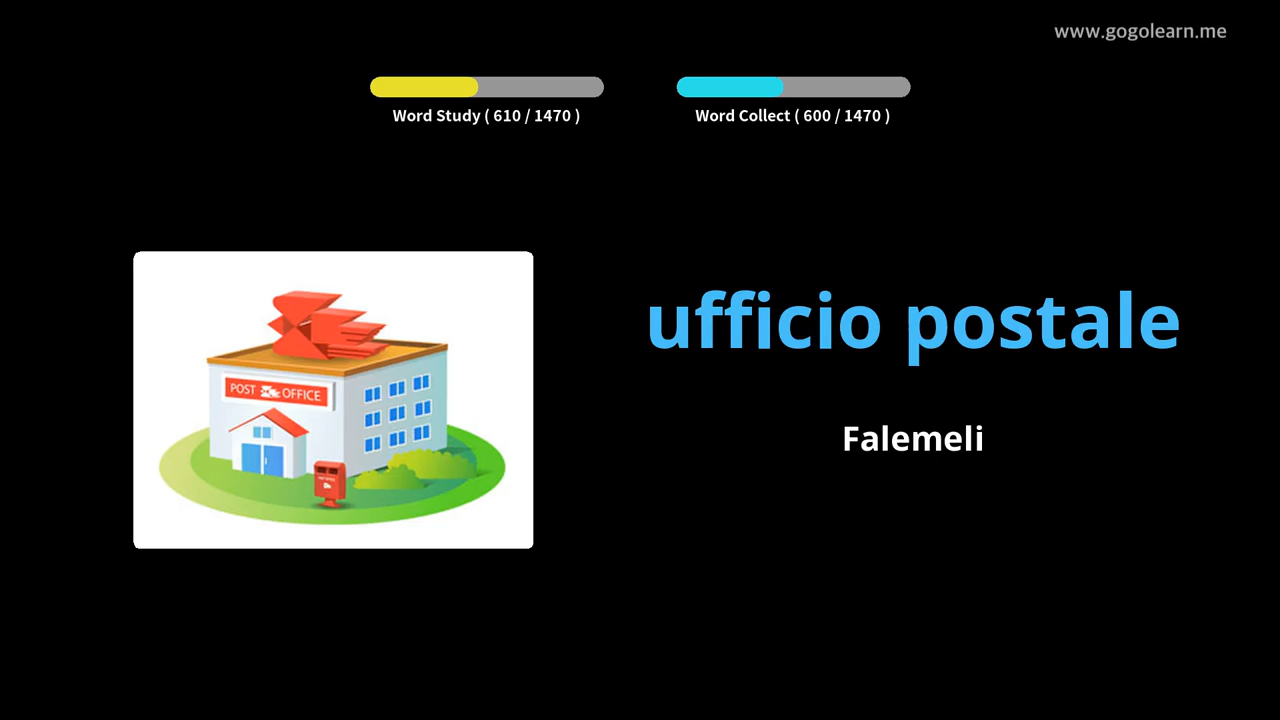 www.gogolearn.me
Word Study ( 610 / 1470 )
Word Collect ( 600 / 1470 )
ufficio postale
POST OFFICE
Falemeli